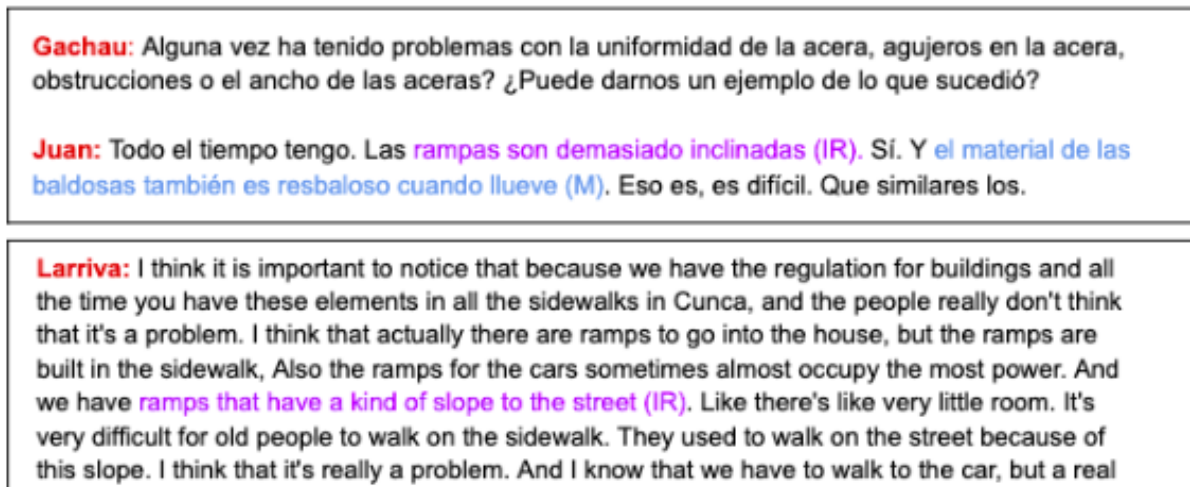 Gachau: Alguna vez ha tenido problemas con la uniformidad de la acera, agujeros en la acera,
obstrucciones o el ancho de las aceras? ¿Puede darnos un ejemplo de lo que sucedió?
Juan: Todo el tiempo tengo. Las rampas son demasiado inclinadas (IR). Sí. Y el material de las
baldosas también es resbaloso cuando llueve (M). Eso es, es difícil. Que similares los.
Larriva: I think it is important to notice that because we have the regulation for buildings and all
the time you have these elements in all the sidewalks in Cunca, and the people really don't think
that it's a problem. I think that actually there are ramps to go into the house, but the ramps are
built in the sidewalk, Also the ramps for the cars sometimes almost occupy the most power. And
we have ramps that have a kind of slope to the street (IR). Like there's like very little room. It's
very difficult for old people to walk on the sidewalk. They used to walk on the street because of
this slope. I think that it's really a problem. And I know that we have to walk to the car, but a real